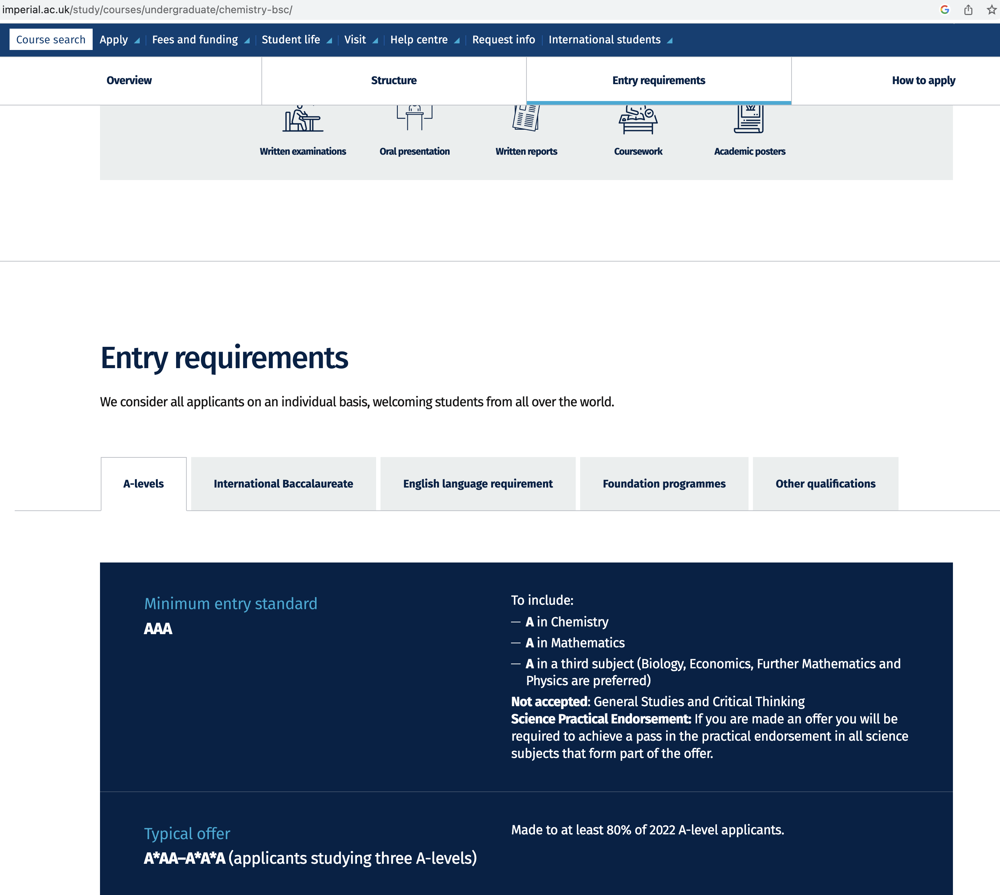 imperial.ac.uk/study/courses/undergraduate/chemistry-bsc/
Course search Apply Fees and funding Student life Visit Help centre Request info International students
Overview Structure Entry requirements How to apply
Written examinations Oral presentation Written reports Coursework Academic posters
Entry requirements
We consider all applicants on an individual basis, welcoming students from all over the world.
A-levels International Baccalaureate English language requirement Foundation programmes Other qualifications
Minimum entry standard
AAA
To include:
— A in Chemistry
— A in Mathematics
— A in a third subject (Biology, Economics, Further Mathematics and
Physics are preferred)
Not accepted: General Studies and Critical Thinking
Science Practical Endorsement: If you are made an offer you will be
required to achieve a pass in the practical endorsement in all science
subjects that form part of the offer.
Typical offer
A*AA–A*A*A (applicants studying three A-levels)
Made to at least 80% of 2022 A-level applicants.